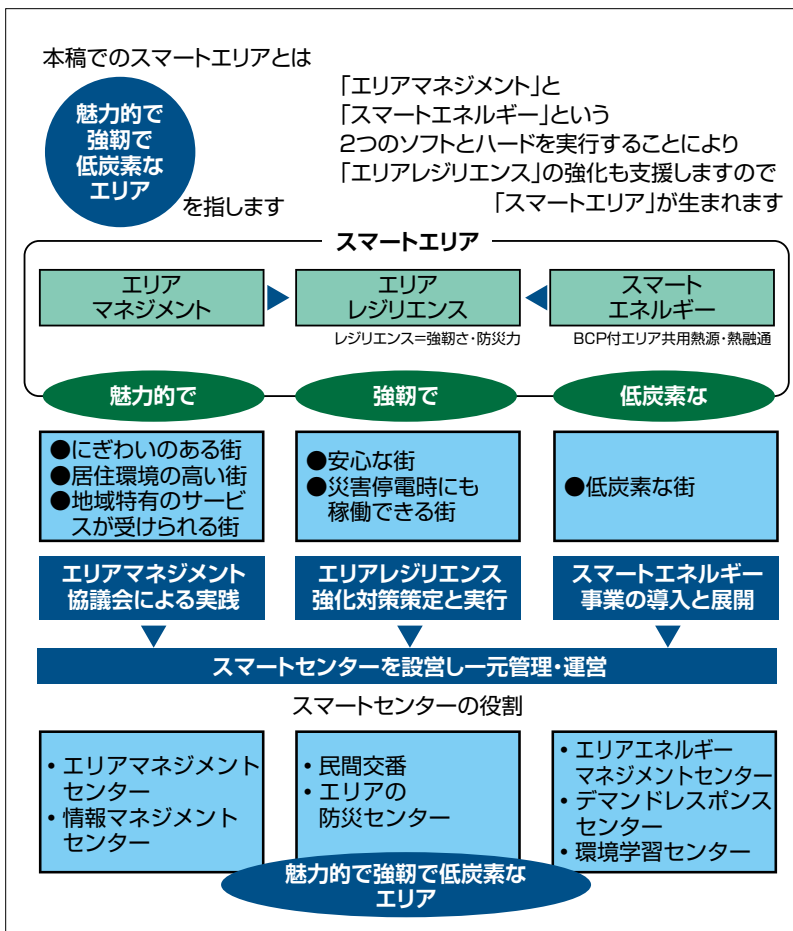 本稿でのスマートエリアとは
魅力的で
強靭で
低炭素な
エリア
を指します
「エリアマネジメント」と
「スマートエネルギー」という
2つのソフトとハードを実行することにより
「エリアレジリエンス」の強化も支援しますので
「スマートエリア」が生まれます
スマートエリア
エリア
マネジメント
エリア
レジリエンス
スマート
エネルギー
レジリエンス=強靭さ・防災力
BCP付エリア共用熱源・熱融通
魅力的で
強靭で
低炭素な
●にぎわいのある街
●居住環境の高い街
●地域特有のサービ
スが受けられる街
●安心な街
●災害停電時にも
稼働できる街
●低炭素な街
エリアマネジメント
協議会による実践
エリアレジリエンス
強化対策策定と実行
スマートエネルギー
事業の導入と展開
スマートセンターを設営し一元管理・運営
スマートセンターの役割
・エリアマネジメント
センター
・情報マネジメント
センター
・民間交番
・エリアの
防災センター
・エリアエネルギー
マネジメントセンター
・デマンドレスポンス
センター
・環境学習センター
魅力的で強靭で低炭素な
エリア